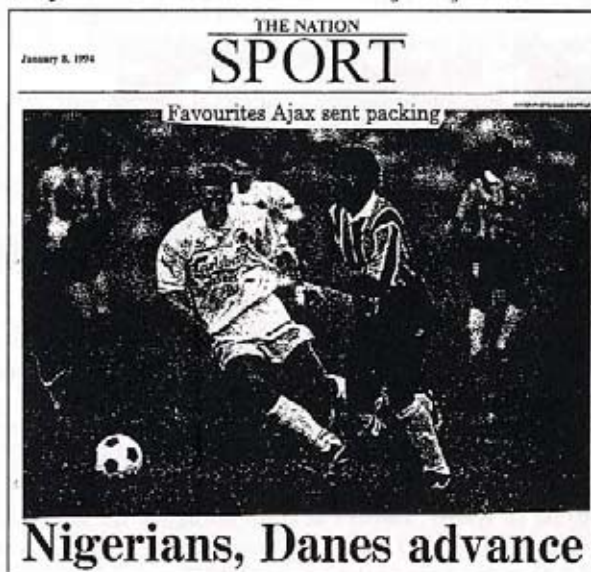 THE NATION
January 8, 1994
SPORT
Favourites Ajax sent packing
Nigerians, Danes advance